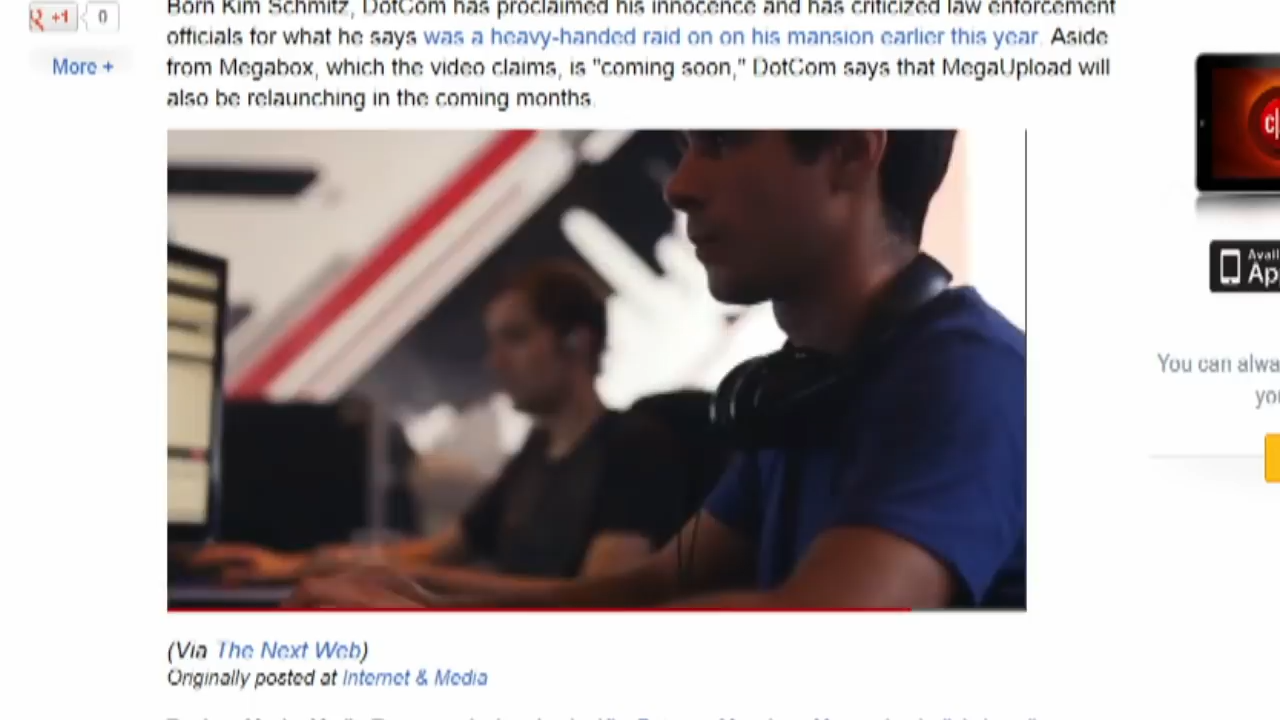 Born Kim Schmitz, DotCom has proclaimed his innocence and has criticized law enforcement
+1
0
officials for what he says was a heavy-handed raid on on his mansion earlier this year. Aside
More +
from Megabox, which the video claims, is "coming soon," DotCom says that MegaUpload will
also be relaunching in the coming months.
You can
(Via The Next Web)
Originally posted at Internet & Media